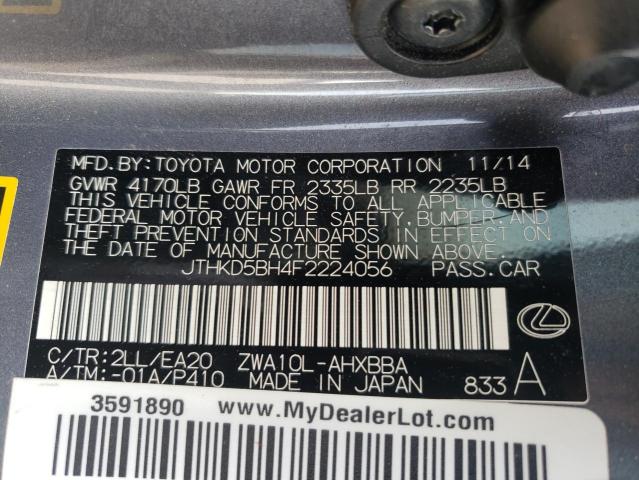 MFD.BY:TOYOTA MOTOR CORPORATION 11/14
GVWR 4170LB GAWR FR 2335LB RR 2235LB
THIS VEHICLE CONFORMS TO ALL APPLICABLE
FEDERAL MOTOR VEHICLE SAFETY,BUMPER,AND
THEFT PREVENTION STANDARDS IN EFFECT ON
THE DATE OF MANUFACTURE SHOWN ABOVE.
JTHKD5BH4F2224056 PASS.CAR
C/TR:2LL/EA20 ZWA10L-AHXBBA
A/TM:-01A/P410 MADE IN JAPAN 833 A
3591890 www.MyDealerLot.com